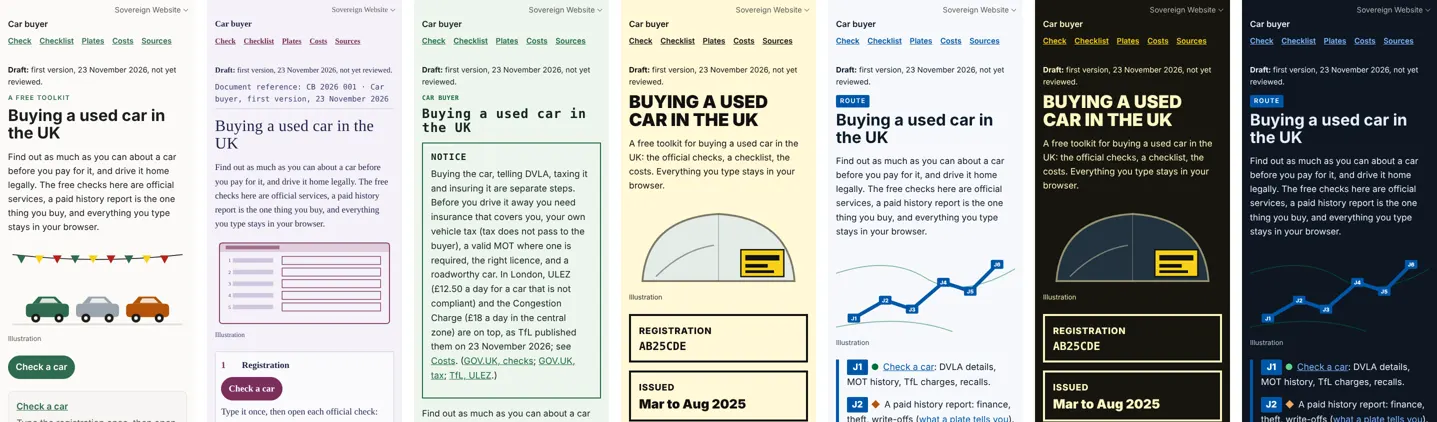 Sovereign Website
Car buyer
Check Checklist Plates Costs Sources
Draft: first version, 23 November 2026, not yet
reviewed.
A FREE TOOLKIT
Buying a used car in
the UK
Find out as much as you can about a car
before you pay for it, and drive it home
legally. The free checks here are official
services, a paid history report is the one
thing you buy, and everything you type
stays in your browser.
Illustration
Check a car
Check a car
Sovereign Website
Car buyer
Check Checklist Plates Costs Sources
Draft: first version, 23 November 2026, not yet reviewed.
Document reference: CB 2026 001 · Car
buyer, first version, 23 November 2026
Buying a used car in the
UK
Find out as much as you can about a car before
you pay for it, and drive it home legally. The free
checks here are official services, a paid history
report is the one thing you buy, and everything
you type stays in your browser.
1
2
3
4
5
Illustration
1 Registration
Check a car
Type it once, then open each official check:
Sovereign Website
Car buyer
Check Checklist Plates Costs Sources
Draft: first version, 23 November 2026, not yet
reviewed.
CAR BUYER
Buying a used car in
the UK
NOTICE
Buying the car, telling DVLA, taxing it
and insuring it are separate steps.
Before you drive it away you need
insurance that covers you, your own
vehicle tax (tax does not pass to the
buyer), a valid MOT where one is
required, the right licence, and a
roadworthy car. In London, ULEZ
(£12.50 a day for a car that is not
compliant) and the Congestion
Charge (£18 a day in the central
zone) are on top, as TfL published
them on 23 November 2026; see
Costs. (GOV.UK, checks; GOV.UK,
tax; TfL, ULEZ.)
Find out as much as you can about a car
Sovereign Website
Car buyer
Check Checklist Plates Costs Sources
Draft: first version, 23 November 2026, not yet
reviewed.
BUYING A USED
CAR IN THE UK
A free toolkit for buying a used car in the
UK: the official checks, a checklist, the
costs. Everything you type stays in your
browser.
Illustration
REGISTRATION
AB25CDE
ISSUED
Mar to Aug 2025
Sovereign Website
Car buyer
Check Checklist Plates Costs Sources
Draft: first version, 23 November 2026, not yet
reviewed.
ROUTE
Buying a used car in
the UK
Find out as much as you can about a car
before you pay for it, and drive it home
legally. The free checks here are official
services, a paid history report is the one
thing you buy, and everything you type
stays in your browser.
J1 J2 J3 J4 J5 J6
Illustration
J1 Check a car: DVLA details,
MOT history, TfL charges, recalls.
J2 A paid history report: finance,
theft, write-offs (what a plate tells you).
Sovereign Website
Car buyer
Check Checklist Plates Costs Sources
Draft: first version, 23 November 2026, not yet
reviewed.
BUYING A USED
CAR IN THE UK
A free toolkit for buying a used car in the
UK: the official checks, a checklist, the
costs. Everything you type stays in your
browser.
Illustration
REGISTRATION
AB25CDE
ISSUED
Mar to Aug 2025
Sovereign Website
Car buyer
Check Checklist Plates Costs Sources
Draft: first version, 23 November 2026, not yet
reviewed.
ROUTE
Buying a used car in
the UK
Find out as much as you can about a car
before you pay for it, and drive it home
legally. The free checks here are official
services, a paid history report is the one
thing you buy, and everything you type
stays in your browser.
J1 J2 J3 J4 J5 J6
Illustration
J1 Check a car: DVLA details,
MOT history, TfL charges, recalls.
J2 A paid history report: finance,
theft, write-offs (what a plate tells you).